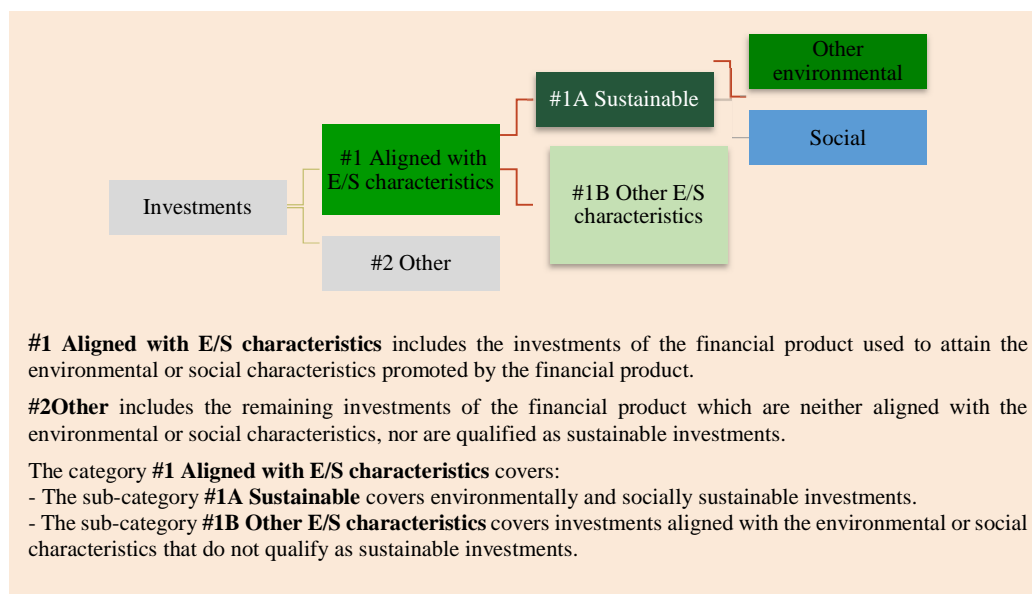 Other
environmental
#1A Sustainable
Social
#1 Aligned with
E/S characteristics
#1B Other E/S
characteristics
Investments
#2 Other
#1 Aligned with E/S characteristics includes the investments of the financial product used to attain the
environmental or social characteristics promoted by the financial product.
#2Other includes the remaining investments of the financial product which are neither aligned with the
environmental or social characteristics, nor are qualified as sustainable investments.
The category #1 Aligned with E/S characteristics covers:
- The sub-category #1A Sustainable covers environmentally and socially sustainable investments.
- The sub-category #1B Other E/S characteristics covers investments aligned with the environmental or social
characteristics that do not qualify as sustainable investments.